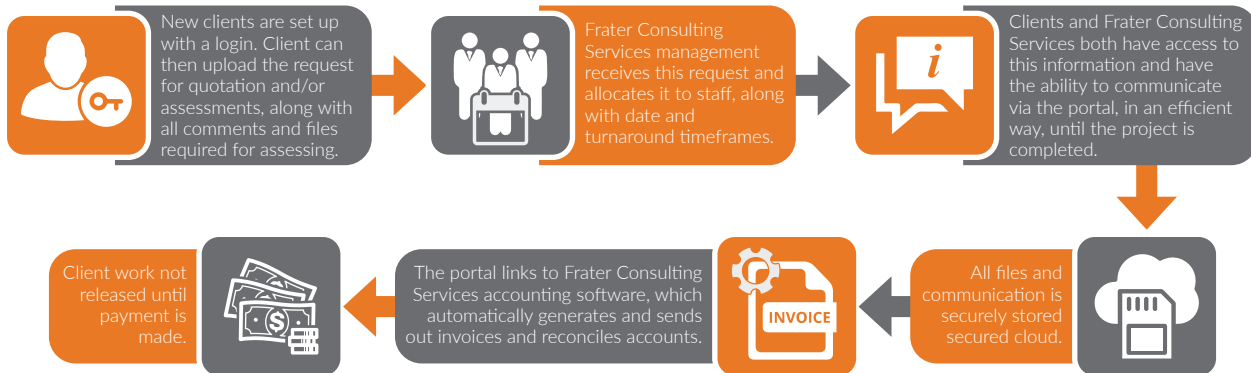 New clients are set up
with a login. Client can
then upload the request
for quotation and/or
assessments, along with
all comments and files
required for assessing.
Frater Consulting
Services management
receives this request and
allocates it to staff, along
with date and
turnaround timeframes.
i
Clients and Frater Consulting
Services both have access to
this information and have
the ability to communicate
via the portal, in an efficient
way, until the project is
completed.
All files and
communication is
securely stored
secured cloud.
INVOICE
The portal links to Frater Consulting
Services accounting software, which
automatically generates and sends
out invoices and reconciles accounts.
$
Client work not
released until
payment is
made.